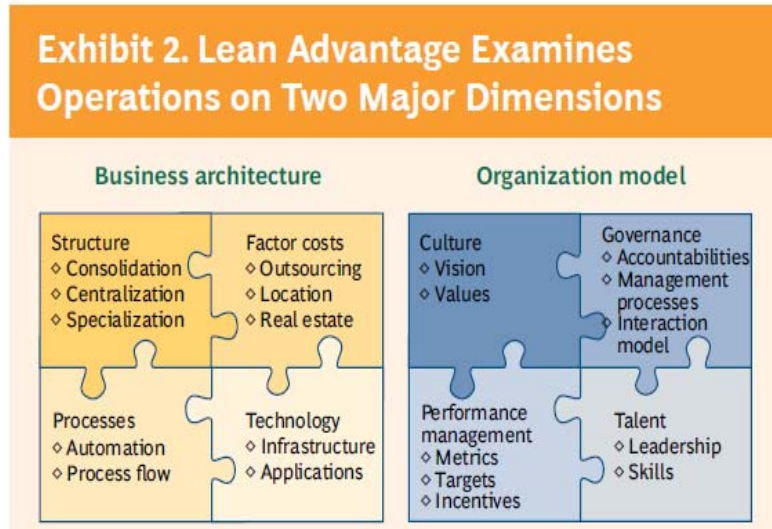 Exhibit 2. Lean Advantage Examines
Operations on Two Major Dimensions
Business architecture
Structure
◇ Consolidation
◇ Centralization
◇ Specialization
Factor costs
◇ Outsourcing
◇ Location
◇ Real estate
Processes
◇ Automation
◇ Process flow
Technology
◇ Infrastructure
◇ Applications
Organization model
Culture
◇ Vision
◇ Values
Governance
◇ Accountabilities
◇ Management
processes
◇ Interaction
model
Performance
management
◇ Metrics
◇ Targets
◇ Incentives
Talent
◇ Leadership
◇ Skills